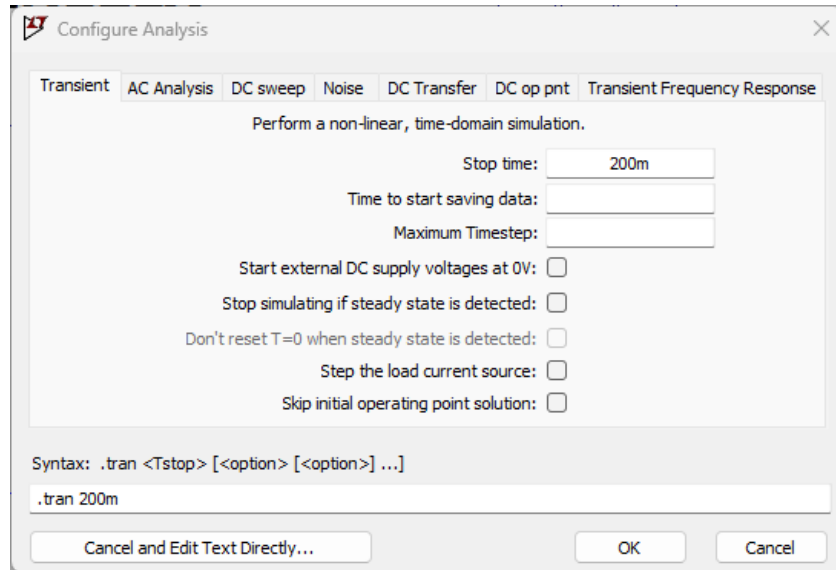 Configure Analysis
Transient AC Analysis DC sweep Noise DC Transfer DC op pnt Transient Frequency Response
Perform a non-linear, time-domain simulation.
Stop time: 200m
Time to start saving data:
Maximum Timestep:
Start external DC supply voltages at 0V:
Stop simulating if steady state is detected:
Don't reset T=0 when steady state is detected:
Step the load current source:
Skip initial operating point solution:
Syntax: .tran <Tstop> [<option> [<option>] ...]
.tran 200m
Cancel and Edit Text Directly... OK Cancel